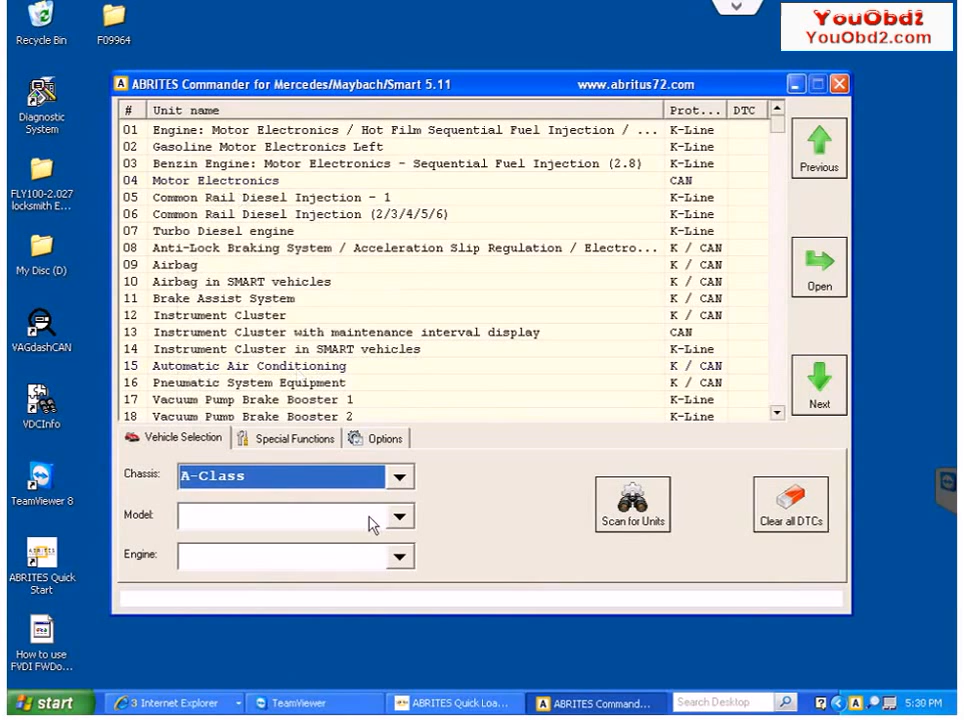 YouObd2
YouObd2.com
Recycle Bin
F09964
Diagnostic
System
FLY100-2.027
locksmith E...
My Disc (D)
VAGdashCAN
VDCInfo
TeamViewer 8
ABRITES Quick
Start
How to use
FVDI FWDo...
ABRITES Commander for Mercedes/Maybach/Smart 5.11 www.abritus72.com
# Unit name Prot... DTC
01 Engine: Motor Electronics / Hot Film Sequential Fuel Injection / ... K-Line
02 Gasoline Motor Electronics Left K-Line
03 Benzin Engine: Motor Electronics - Sequential Fuel Injection (2.8) K-Line
04 Motor Electronics CAN
05 Common Rail Diesel Injection - 1 K-Line
06 Common Rail Diesel Injection (2/3/4/5/6) K-Line
07 Turbo Diesel engine K-Line
08 Anti-Lock Braking System / Acceleration Slip Regulation / Electro... K / CAN
09 Airbag K / CAN
10 Airbag in SMART vehicles K / CAN
11 Brake Assist System K / CAN
12 Instrument Cluster K / CAN
13 Instrument Cluster with maintenance interval display CAN
14 Instrument Cluster in SMART vehicles K-Line
15 Automatic Air Conditioning K / CAN
16 Pneumatic System Equipment K / CAN
17 Vacuum Pump Brake Booster 1 K-Line
18 Vacuum Pump Brake Booster 2 K-Line
Previous
Open
Next
Vehicle Selection Special Functions Options
Chassis: A-Class
Model:
Engine:
Scan for Units
Clear all DTCs
start 3 Internet Explorer TeamViewer ABRITES Quick Loa... ABRITES Command... Search Desktop 5:30 PM